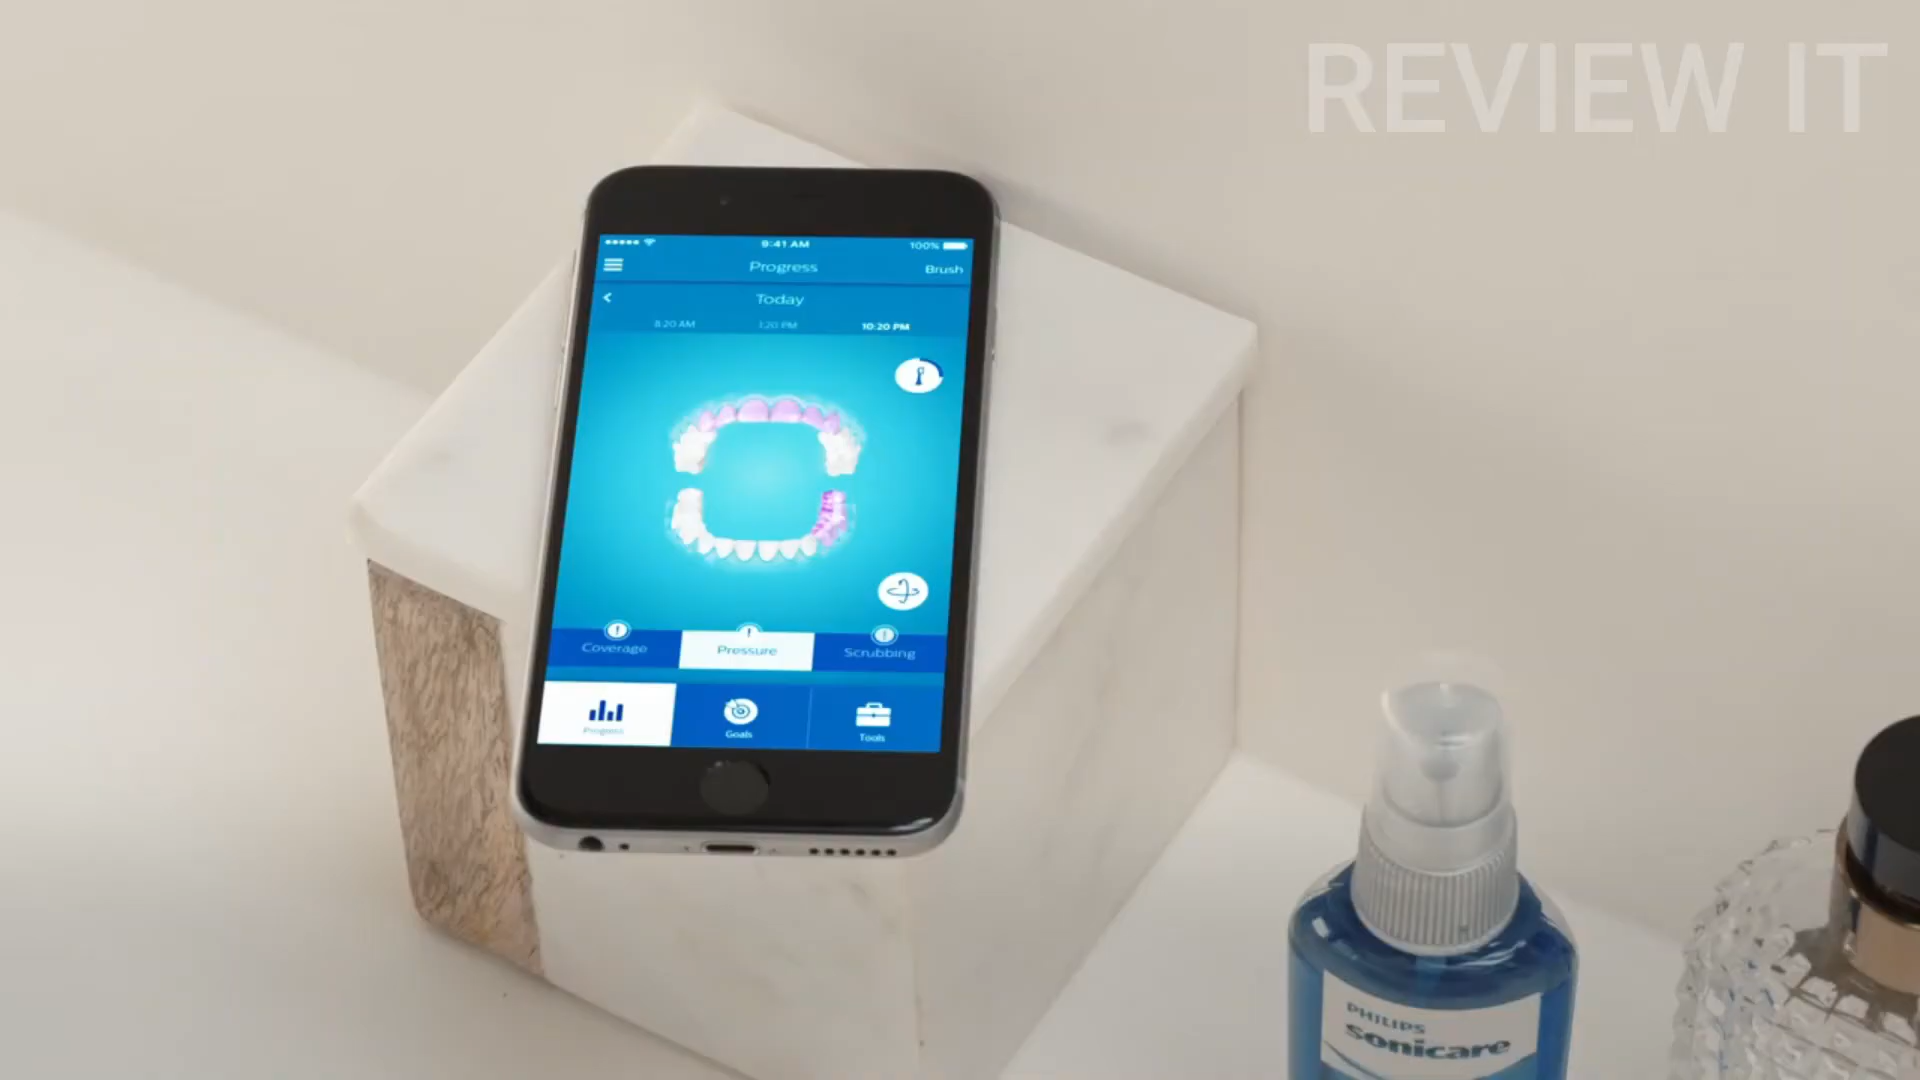 REVIEW IT
9:41 AM
100%
Progress
Brush
Today
8:20 AM
1:20 PM
10:20 PM
Coverage
Pressure
Scrubbing
Progress
Goals
Tools
PHILIPS
sonicare